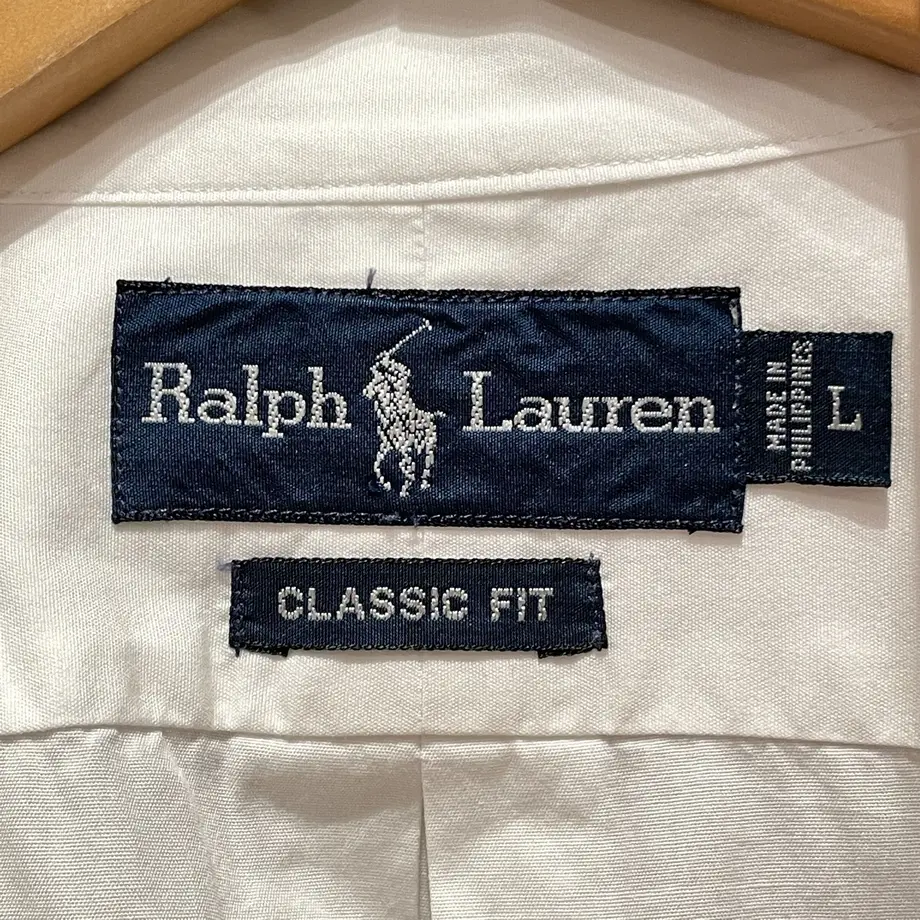 Ralph Lauren
MADE IN
PHILIPPINES
L
CLASSIC FIT